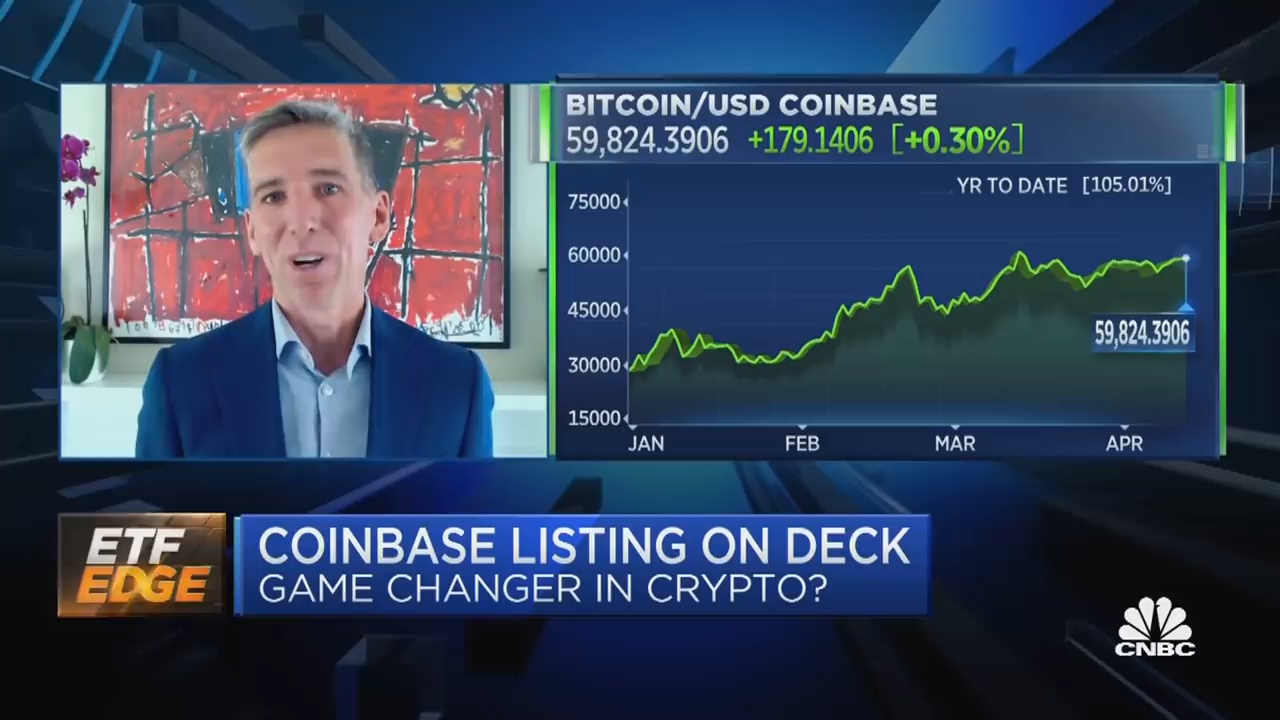 BITCOIN/USD COINBASE
59,824.3906 +179.1406 [+0.30%]
YR TO DATE [105.01%]
75000
60000
45000
30000
15000
59,824.3906
JAN FEB MAR APR
ETF
EDGE
COINBASE LISTING ON DECK
GAME CHANGER IN CRYPTO?
CNBC